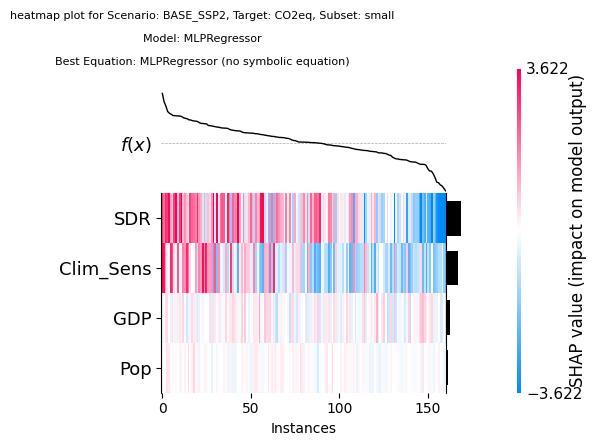 heatmap plot for Scenario: BASE_SSP2, Target: CO2eq, Subset: small
Model: MLPRegressor
Best Equation: MLPRegressor (no symbolic equation)
f(x)
SDR
Clim_Sens
GDP
Pop
0 50 100 150
Instances
3.622
−3.622
SHAP value (impact on model output)